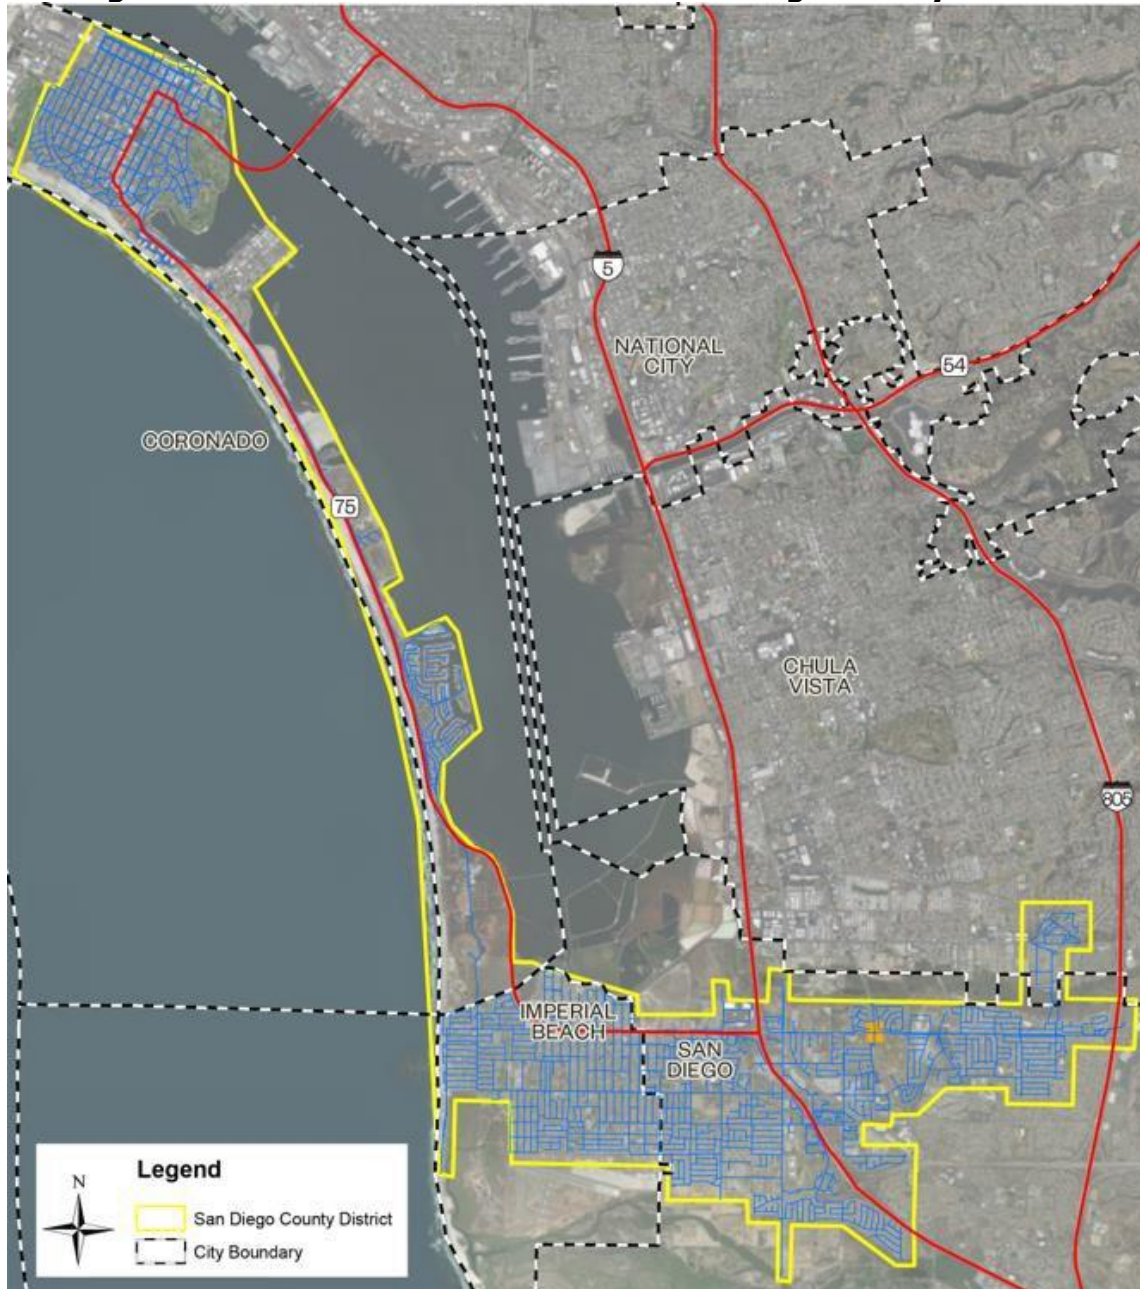 5
NATIONAL
CITY
54
CORONADO
75
CHULA
VISTA
805
IMPERIAL
BEACH
SAN
DIEGO
Legend
N
San Diego County District
City Boundary